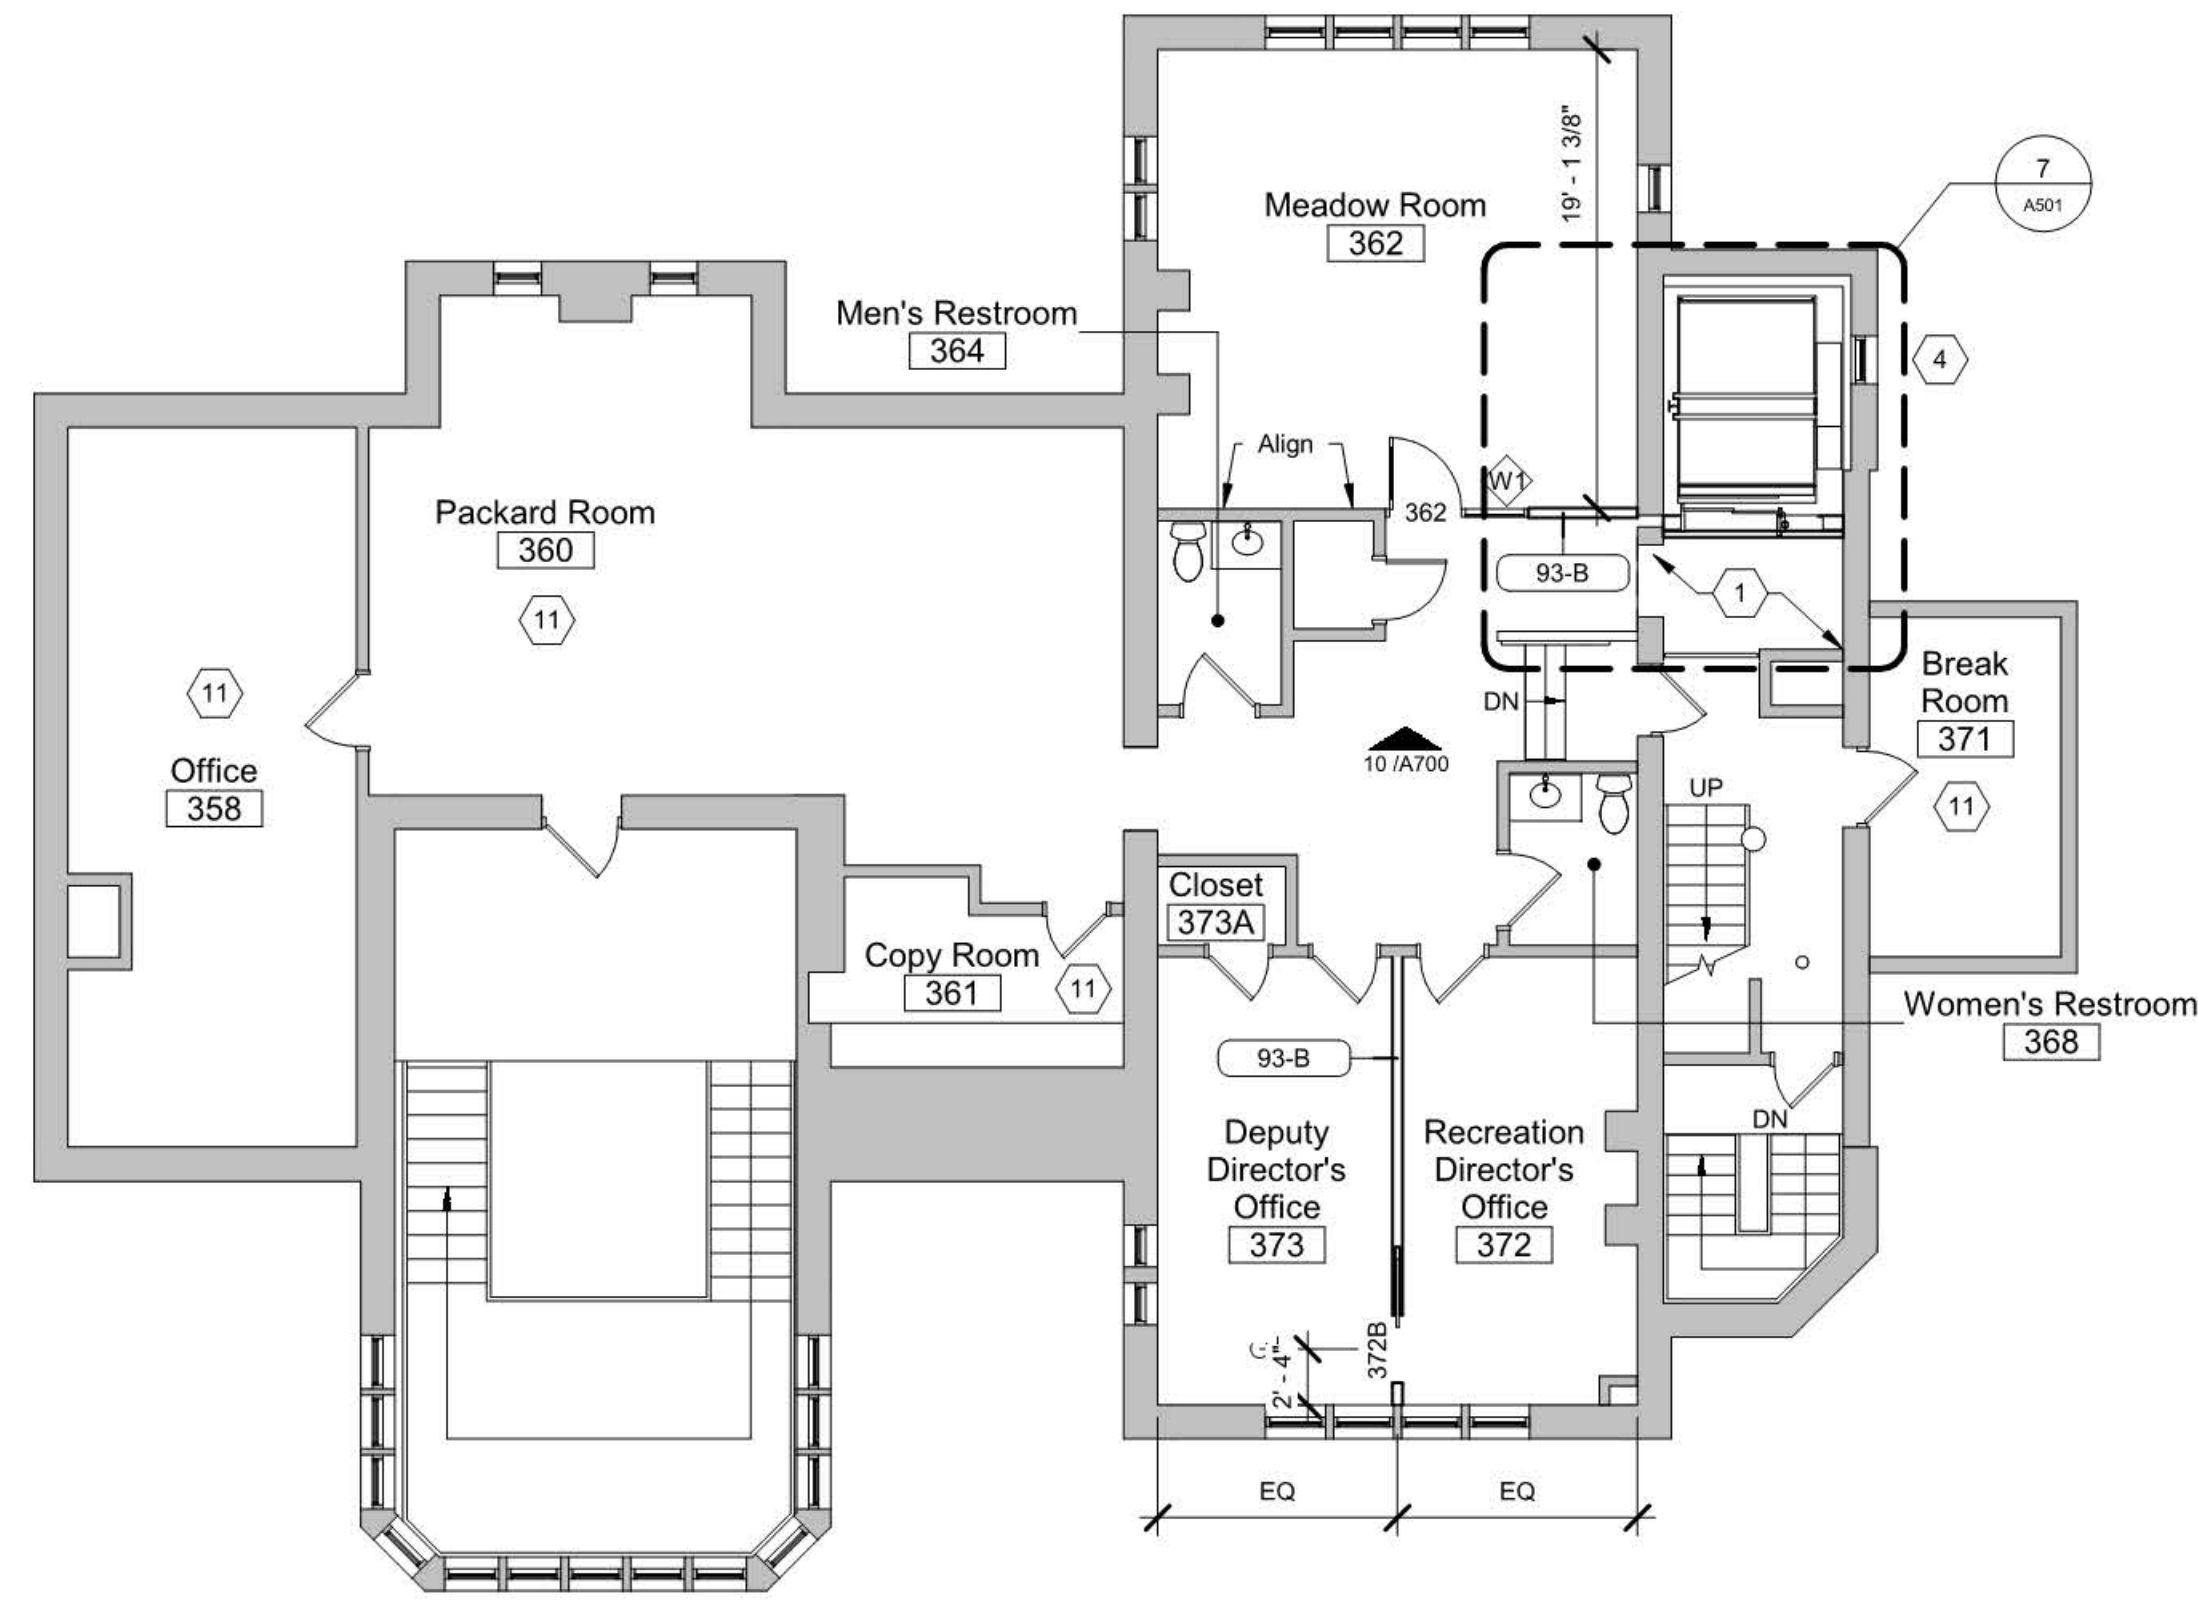 19' - 1 3/8"
7
A501
Meadow Room
362
Men's Restroom
364
4
Align
W1
362
Packard Room
360
11
93-B
1
Break
Room
371
11
11
DN
10 /A700
Office
358
UP
Closet
373A
Copy Room
361
11
Women's Restroom
368
93-B
DN
Deputy
Director's
Office
373
Recreation
Director's
Office
372
2' - 4"
372B
EQ
EQ